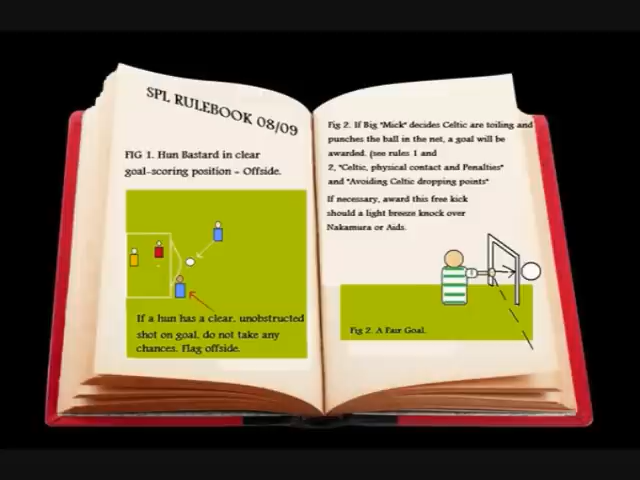 SPL RULEBOOK 08/09
FIG 1. Hun Bastard in clear
goal-scoring position - Offside.
If a hun has a clear, unobstructed
shot on goal, do not take any
chances. Flag offside.
Fig 2. If Big "Mick" decides Celtic are toiling and
punches the ball in the net, a goal will be
awarded. (see rules 1 and
2, "Celtic, physical contact and Penalties"
and "Avoiding Celtic dropping points"
If necessary, award this free kick
should a light breeze knock over
Nakamura or Aids.
Fig 2. A Fair Goal.